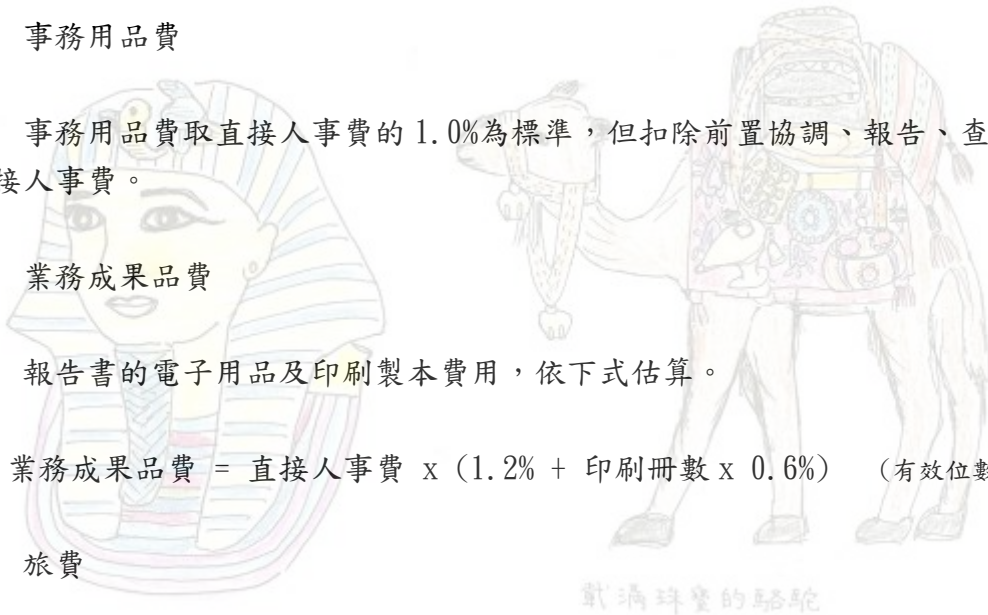 事務用品費
事務用品費取直接人事費的 1.0%為標準，但扣除前置協調、報告、查
接人事費。
業務成果品費
報告書的電子用品及印刷製本費用，依下式估算。
業務成果品費 = 直接人事費 x (1.2% + 印刷冊數 x 0.6%) (有效位數
旅費
戴滿珠寶的駱駝